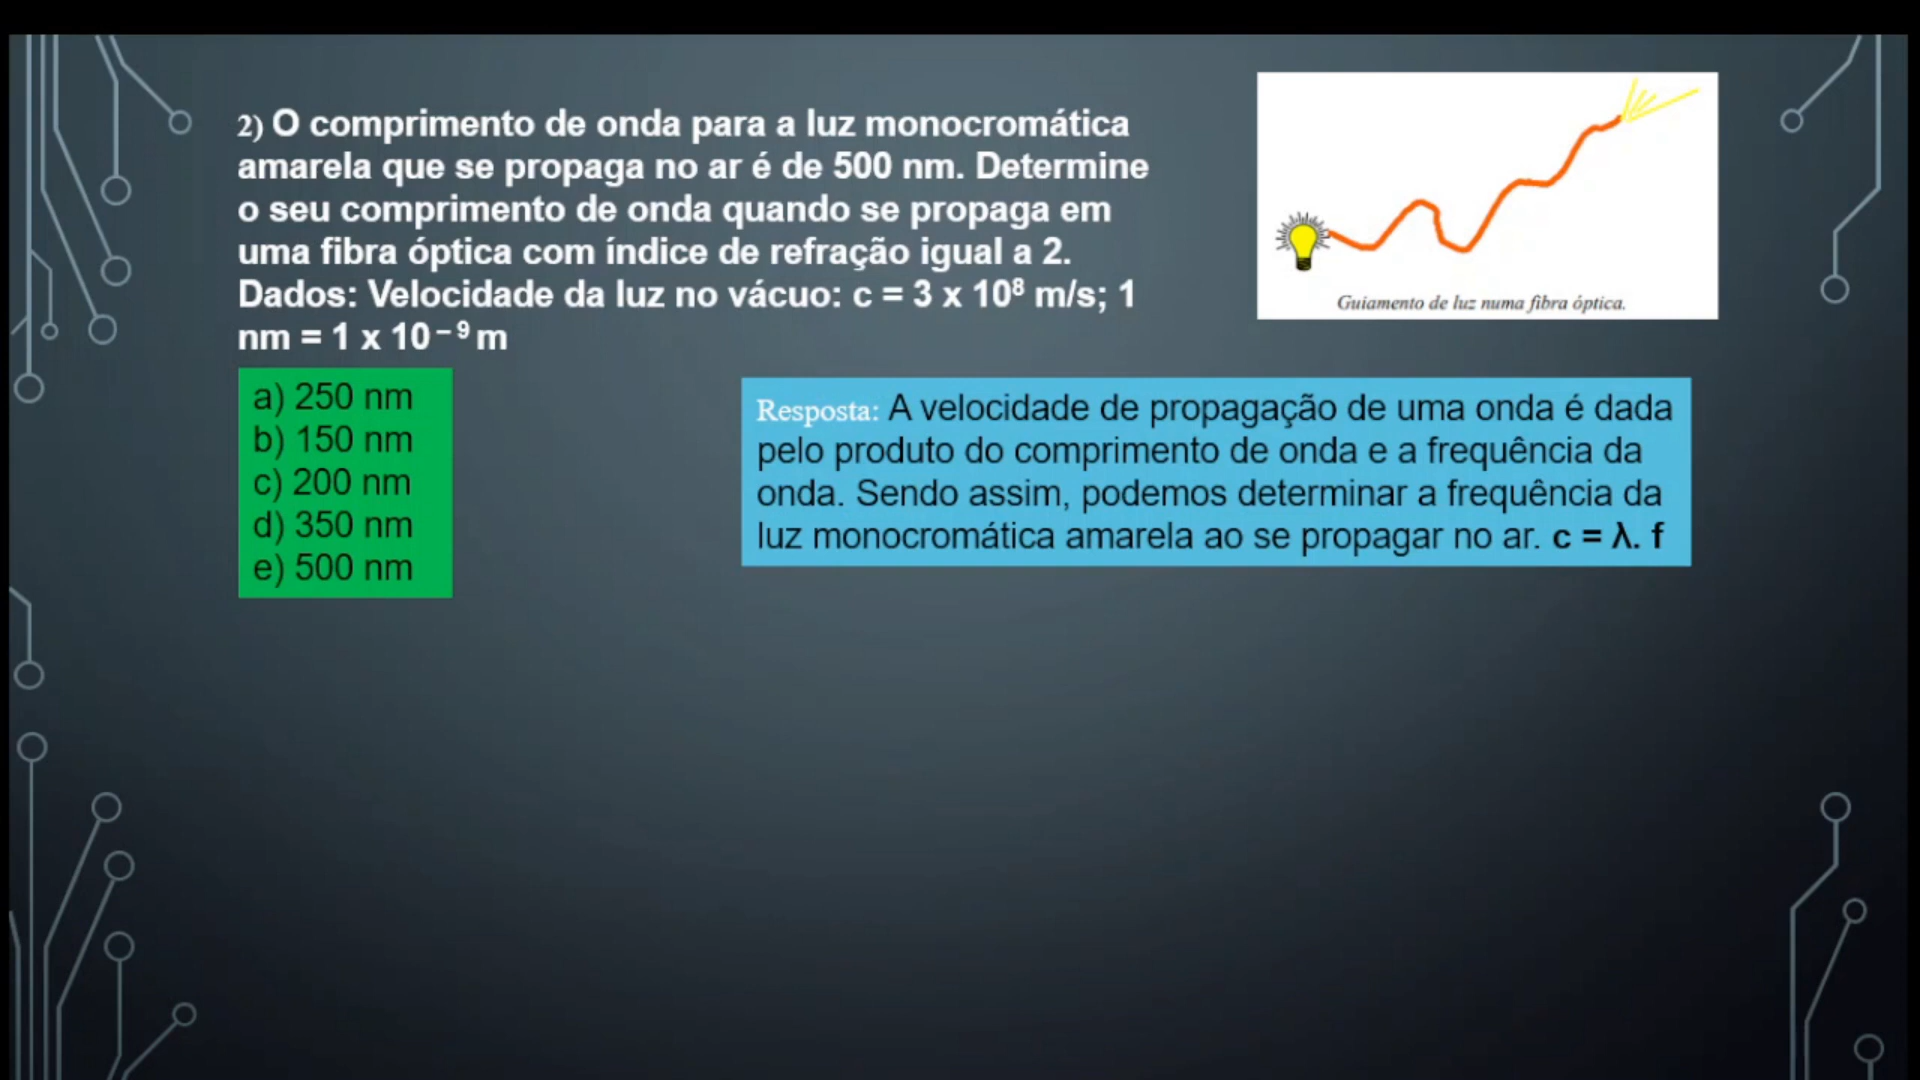 2) O comprimento de onda para a luz monocromática
amarela que se propaga no ar é de 500 nm. Determine
o seu comprimento de onda quando se propaga em
uma fibra óptica com índice de refração igual a 2.
Dados: Velocidade da luz no vácuo: c = 3 x 10⁸ m/s; 1
nm = 1 x 10⁻⁹ m
Guiamento de luz numa fibra óptica.
a) 250 nm
b) 150 nm
c) 200 nm
d) 350 nm
e) 500 nm
Resposta: A velocidade de propagação de uma onda é dada
pelo produto do comprimento de onda e a frequência da
onda. Sendo assim, podemos determinar a frequência da
luz monocromática amarela ao se propagar no ar. c = λ. f